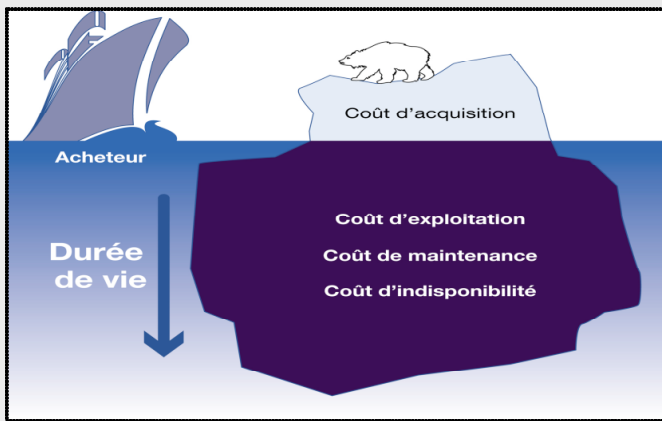 Coût d'acquisition
Acheteur
Durée
de vie
Coût d'exploitation
Coût de maintenance
Coût d'indisponibilité